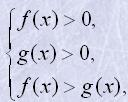 f(x) > 0,
g(x) > 0,
f(x) > g(x),